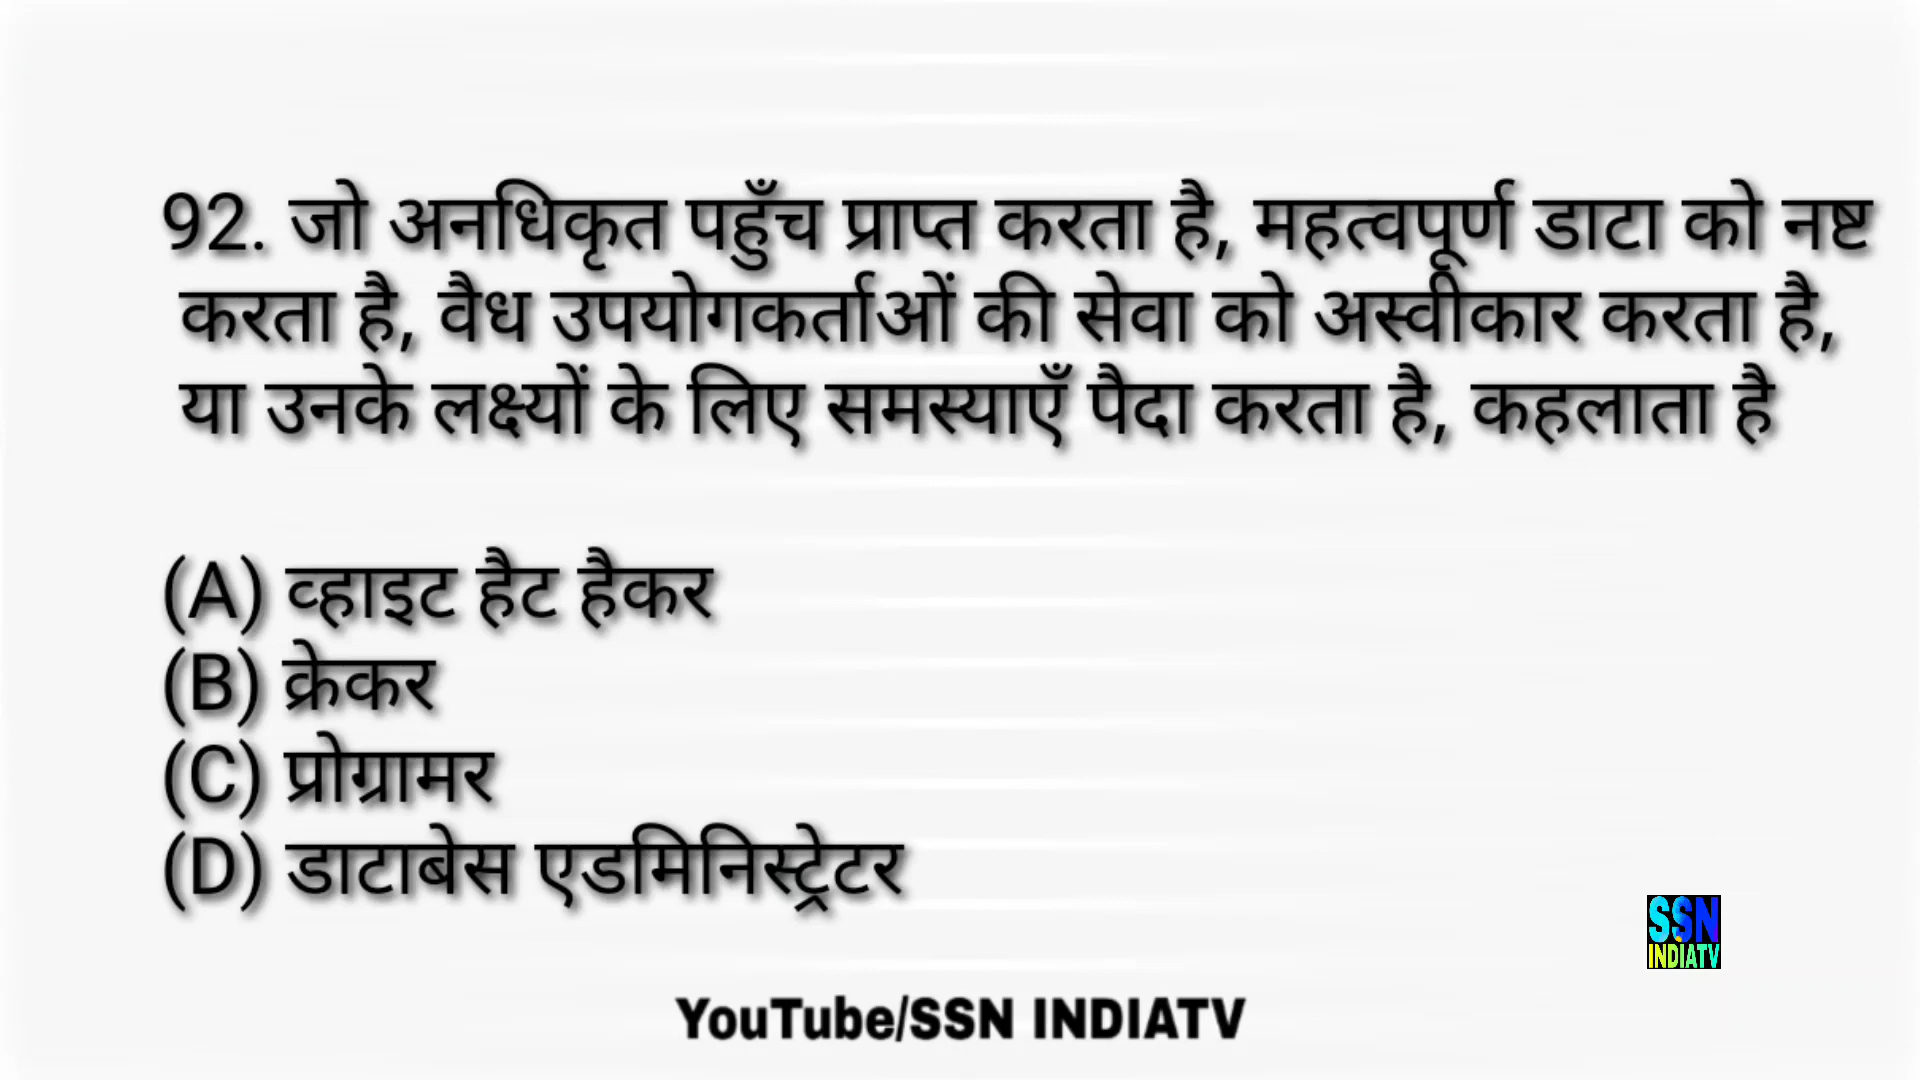 92. जो अनधिकृत पहुँच प्राप्त करता है, महत्वपूर्ण डाटा को नष्ट
करता है, वैध उपयोगकर्ताओं की सेवा को अस्वीकार करता है,
या उनके लक्ष्यों के लिए समस्याएँ पैदा करता है, कहलाता है
(A) व्हाइट हैट हैकर
(B) क्रेकर
(C) प्रोग्रामर
(D) डाटाबेस एडमिनिस्ट्रेटर
SSN
INDIATV
YouTube/SSN INDIATV